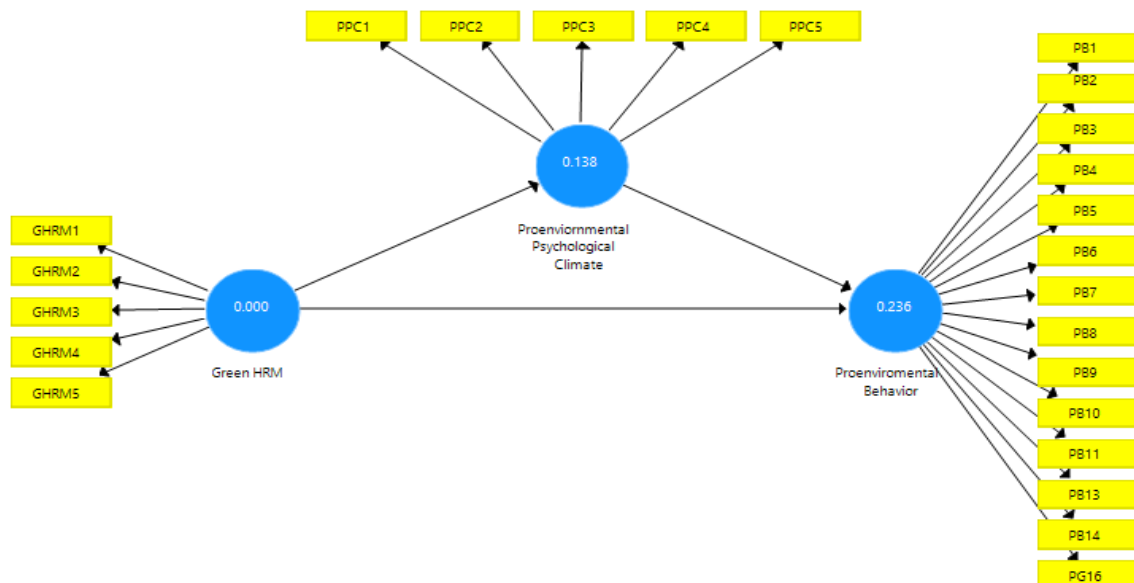 PPC1
PPC2
PPC3
PPC4
PPC5
0.138
Proenviornmental
Psychological
Climate
GHRM1
GHRM2
GHRM3
GHRM4
GHRM5
0.000
Green HRM
0.236
Proenviromental
Behavior
PB1
PB2
PB3
PB4
PB5
PB6
PB7
PB8
PB9
PB10
PB11
PB13
PB14
PG16